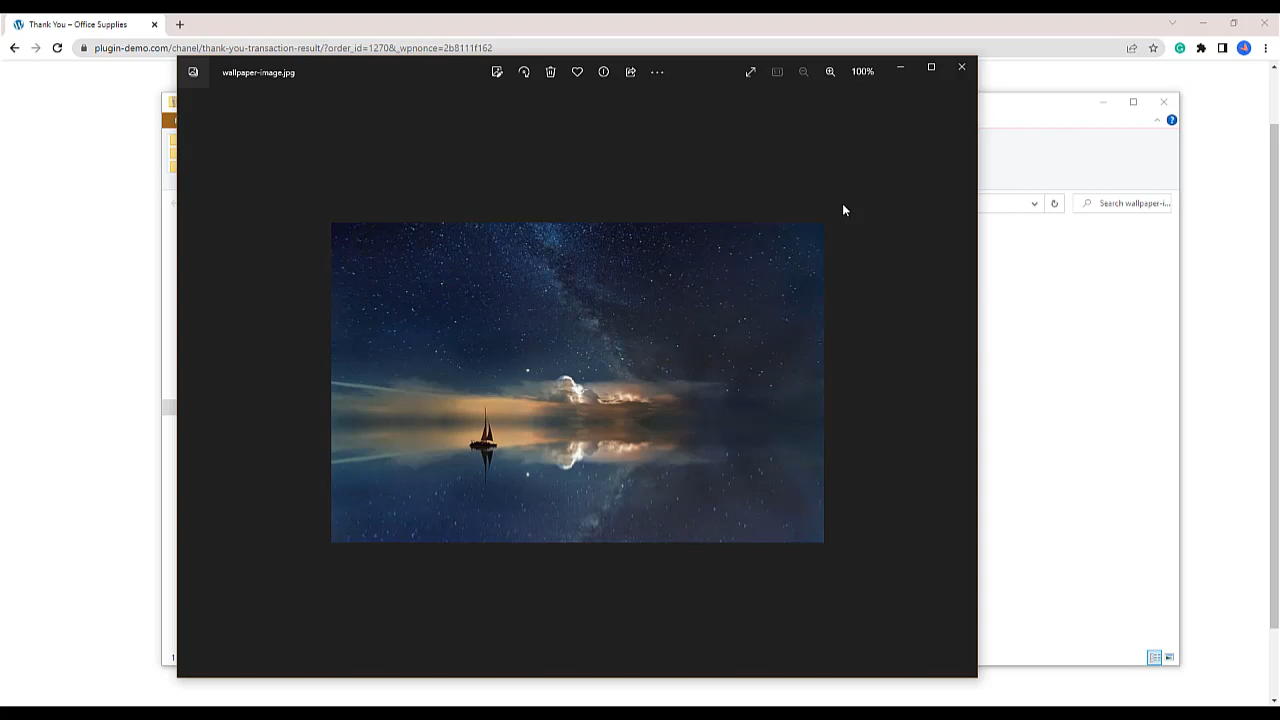 Thank You – Office Supplies
plugin-demo.com/chanel/thank-you-transaction-result/?order_id=1270&_wpnonce=2b8111f162
wallpaper-image.jpg
100%
Search wallpaper-i...
1